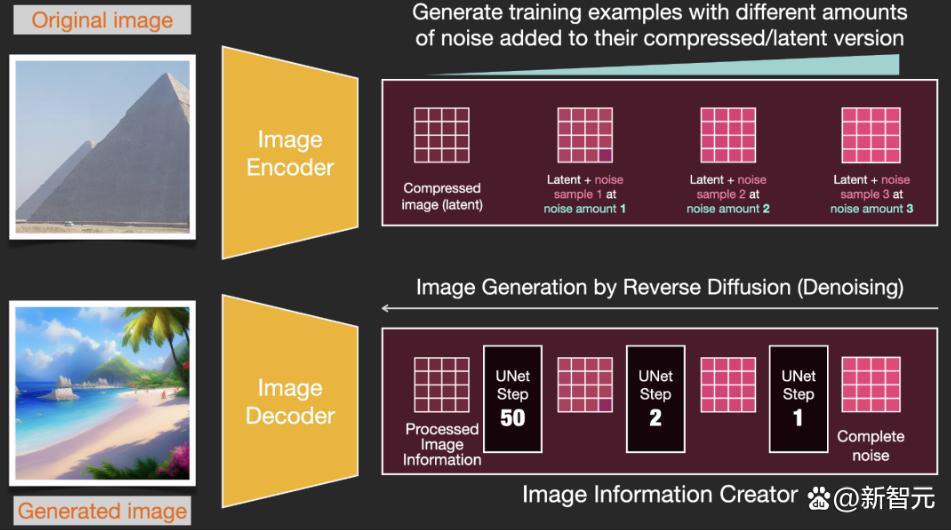 Original image
Generate training examples with different amounts
of noise added to their compressed/latent version
Image
Encoder
Compressed
image (latent)
Latent + noise
sample 1 at
noise amount 1
Latent + noise
sample 2 at
noise amount 2
Latent + noise
sample 3 at
noise amount 3
Image Generation by Reverse Diffusion (Denoising)
Image
Decoder
Processed
Image
Information
UNet
Step
50
UNet
Step
2
UNet
Step
1
Complete
noise
Generated image
Image Information Creator
du
@新智元